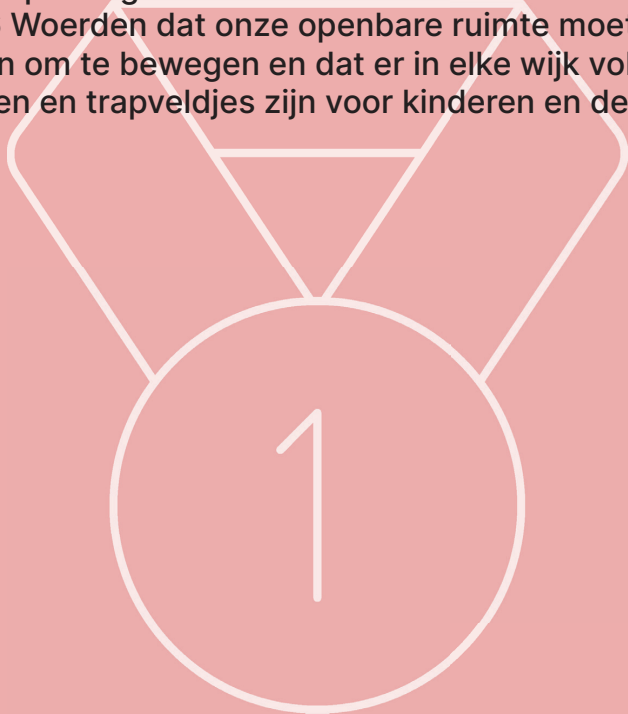 Woerden dat onze openbare ruimte moet
om te bewegen en dat er in elke wijk vol
en trapveldjes zijn voor kinderen en de
1